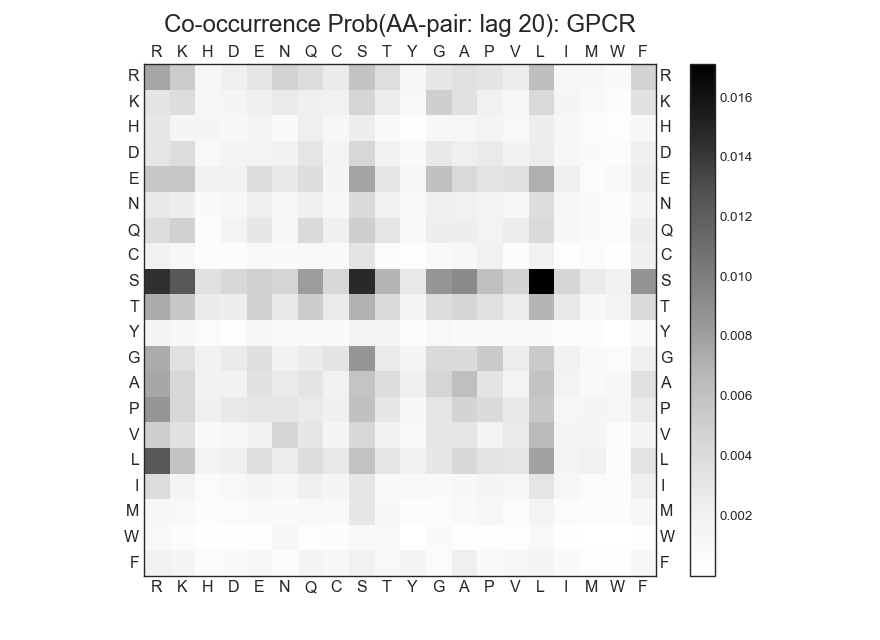 Co-occurrence Prob(AA-pair: lag 20): GPCR
R K H D E N Q C S T Y G A P V L I M W F
R R
K K
H H
D D
E E
N N
Q Q
C C
S S
T T
Y Y
G G
A A
P P
V V
L L
I I
M M
W W
F F
R K H D E N Q C S T Y G A P V L I M W F
0.016
0.014
0.012
0.010
0.008
0.006
0.004
0.002